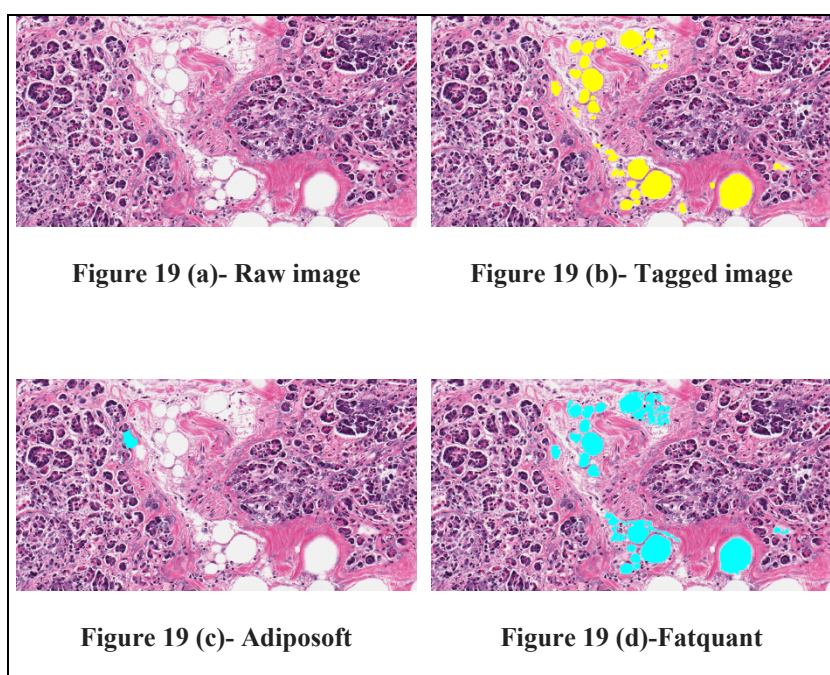 Figure 19 (a)- Raw image
Figure 19 (b)- Tagged image
Figure 19 (c)- Adiposoft
Figure 19 (d)-Fatquant